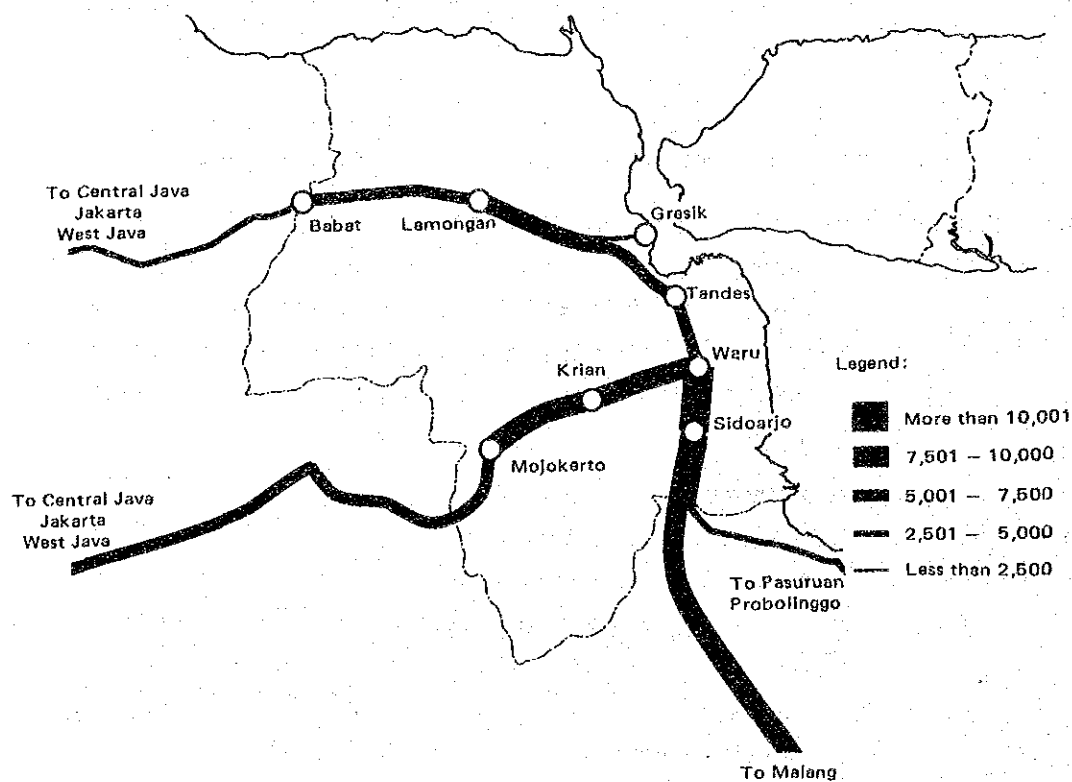 To Central Java
Jakarta
West Java
Babat
Lamongan
Gresik
Tandes
Waru
Krian
Sidoarjo
Mojokerto
Legend:
More than 10,001
7,501 – 10,000
5,001 – 7,500
2,501 – 5,000
Less than 2,500
To Central Java
Jakarta
West Java
To Pasuruan
Probolinggo
To Malang